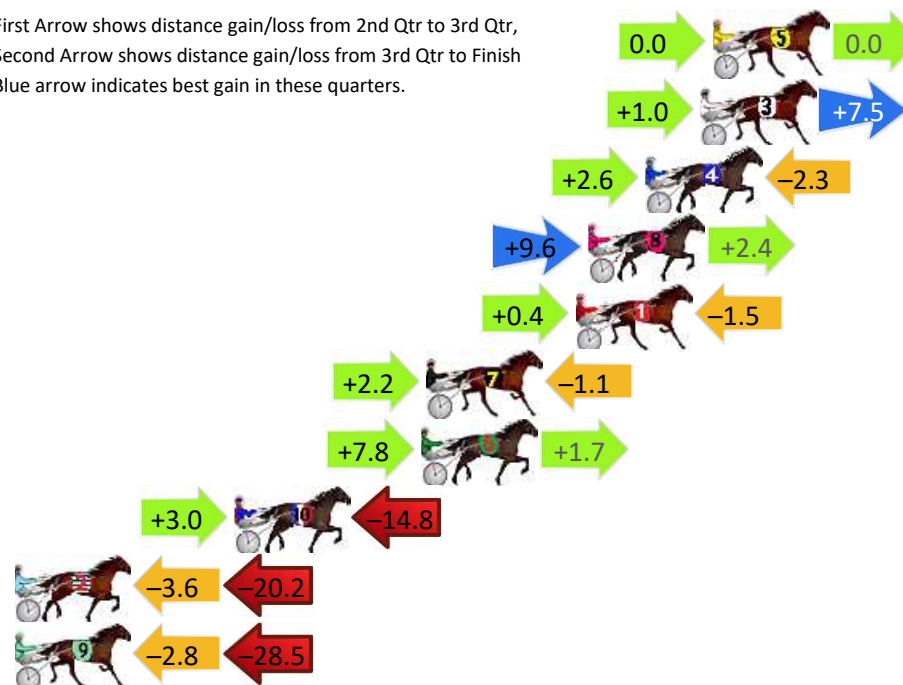 First Arrow shows distance gain/loss from 2nd Qtr to 3rd Qtr,
Second Arrow shows distance gain/loss from 3rd Qtr to Finish
Blue arrow indicates best gain in these quarters.
0.0 5 0.0
+1.0 3 +7.5
+2.6 4 –2.3
+9.6 8 +2.4
+0.4 1 –1.5
+2.2 7 –1.1
+7.8 6 +1.7
+3.0 10 –14.8
2 –3.6 –20.2
9 –2.8 –28.5